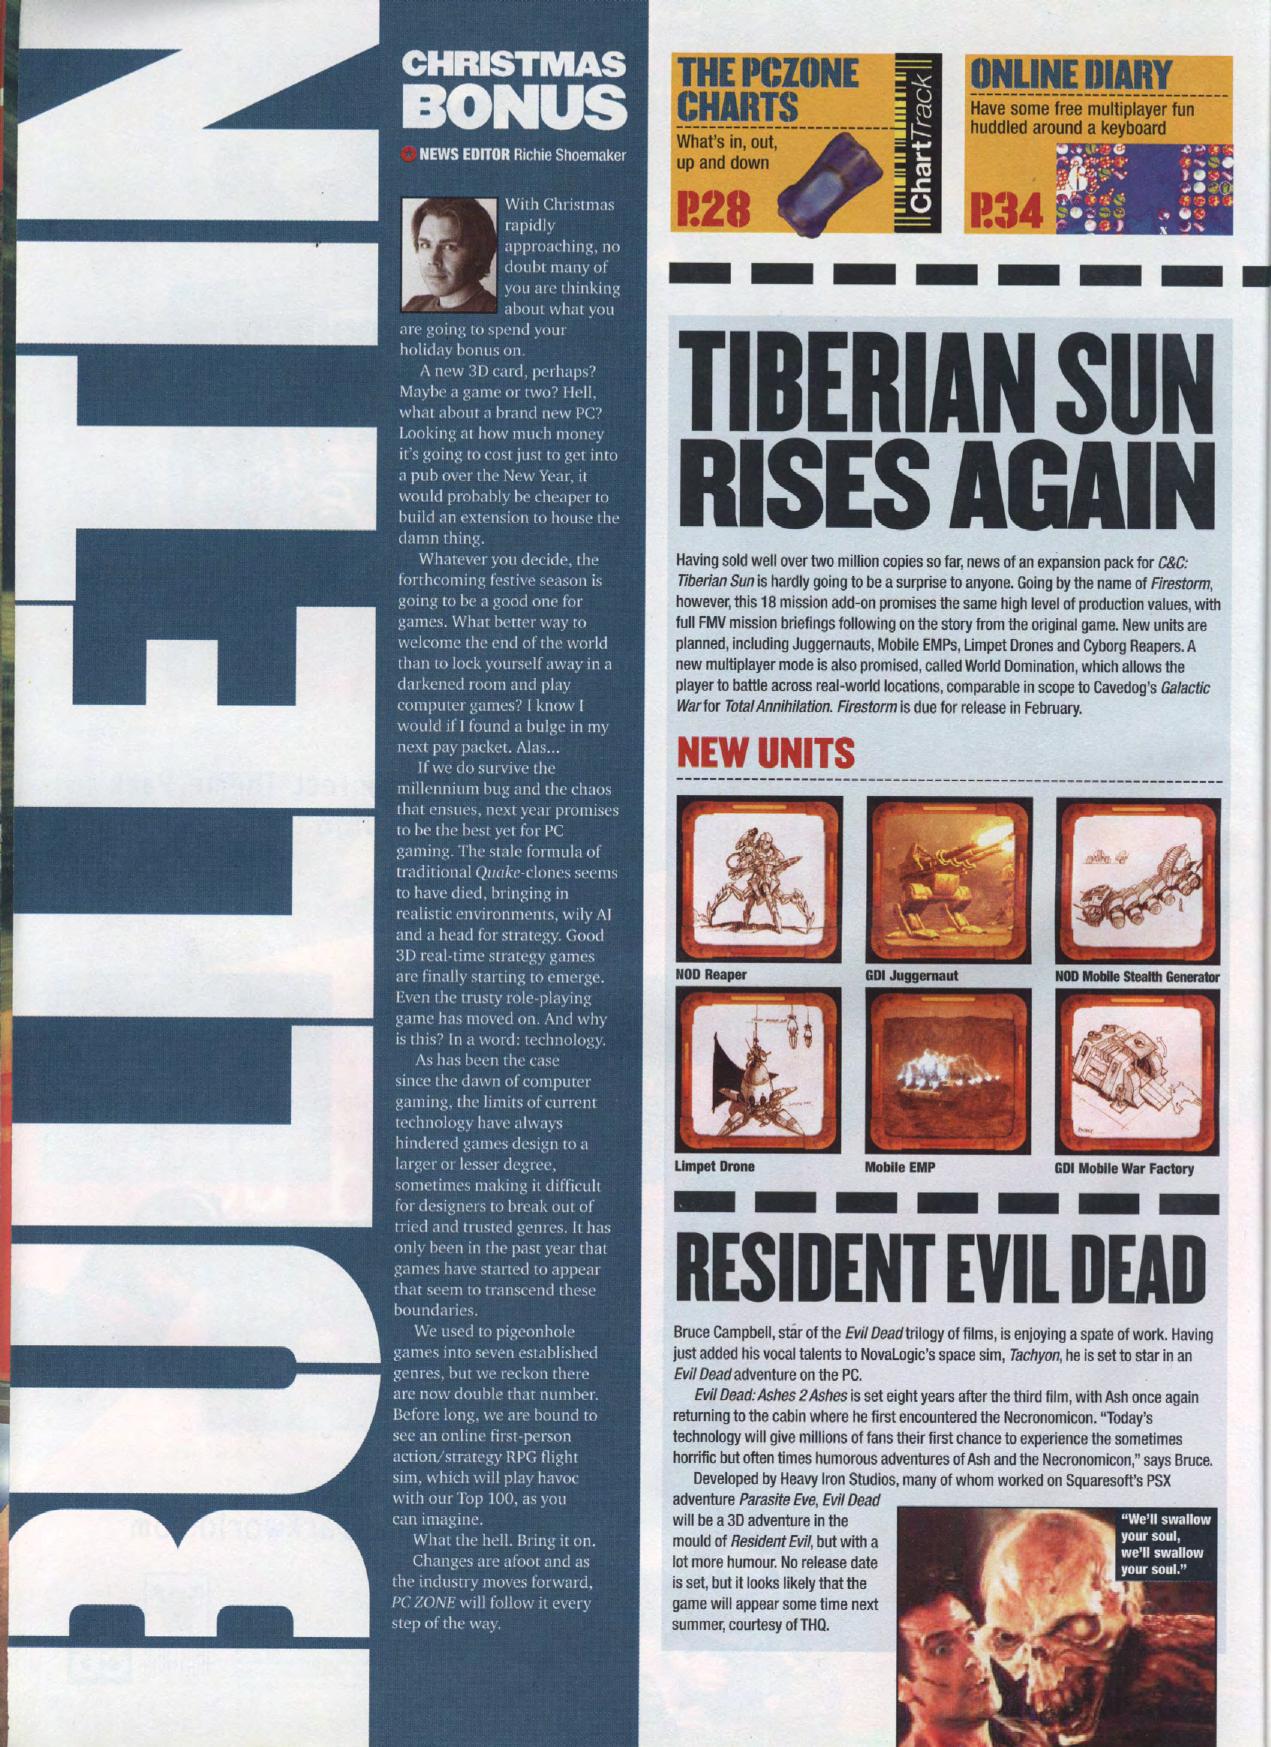 BULLETIN
CHRISTMAS
BONUS
NEWS EDITOR Richie Shoemaker
With Christmas
rapidly
approaching, no
doubt many of
you are thinking
about what you
are going to spend your
holiday bonus on.
A new 3D card, perhaps?
Maybe a game or two? Hell,
what about a brand new PC?
Looking at how much money
it's going to cost just to get into
a pub over the New Year, it
would probably be cheaper to
build an extension to house the
damn thing.
Whatever you decide, the
forthcoming festive season is
going to be a good one for
games. What better way to
welcome the end of the world
than to lock yourself away in a
darkened room and play
computer games? I know I
would if I found a bulge in my
next pay packet. Alas...
If we do survive the
millennium bug and the chaos
that ensues, next year promises
to be the best yet for PC
gaming. The stale formula of
traditional Quake-clones seems
to have died, bringing in
realistic environments, wily AI
and a head for strategy. Good
3D real-time strategy games
are finally starting to emerge.
Even the trusty role-playing
game has moved on. And why
is this? In a word: technology.
As has been the case
since the dawn of computer
gaming, the limits of current
technology have always
hindered games design to a
larger or lesser degree,
sometimes making it difficult
for designers to break out of
tried and trusted genres. It has
only been in the past year that
games have started to appear
that seem to transcend these
boundaries.
We used to pigeonhole
games into seven established
genres, but we reckon there
are now double that number.
Before long, we are bound to
see an online first-person
action/strategy RPG flight
sim, which will play havoc
with our Top 100, as you
can imagine.
What the hell. Bring it on.
Changes are afoot and as
the industry moves forward,
PC ZONE will follow it every
step of the way.
THE PCZONE
CHARTS
What's in, out,
up and down
P.28
ChartTrack
ONLINE DIARY
Have some free multiplayer fun
huddled around a keyboard
P.34
TIBERIAN SUN
RISES AGAIN
Having sold well over two million copies so far, news of an expansion pack for C&C:
Tiberian Sun is hardly going to be a surprise to anyone. Going by the name of Firestorm,
however, this 18 mission add-on promises the same high level of production values, with
full FMV mission briefings following on the story from the original game. New units are
planned, including Juggernauts, Mobile EMPs, Limpet Drones and Cyborg Reapers. A
new multiplayer mode is also promised, called World Domination, which allows the
player to battle across real-world locations, comparable in scope to Cavedog's Galactic
War for Total Annihilation. Firestorm is due for release in February.
NEW UNITS
NOD Reaper
GDI Juggernaut
NOD Mobile Stealth Generator
Limpet Drone
Mobile EMP
GDI Mobile War Factory
RESIDENT EVIL DEAD
Bruce Campbell, star of the Evil Dead trilogy of films, is enjoying a spate of work. Having
just added his vocal talents to NovaLogic's space sim, Tachyon, he is set to star in an
Evil Dead adventure on the PC.
Evil Dead: Ashes 2 Ashes is set eight years after the third film, with Ash once again
returning to the cabin where he first encountered the Necronomicon. "Today's
technology will give millions of fans their first chance to experience the sometimes
horrific but often times humorous adventures of Ash and the Necronomicon," says Bruce.
Developed by Heavy Iron Studios, many of whom worked on Squaresoft's PSX
adventure Parasite Eve, Evil Dead
will be a 3D adventure in the
mould of Resident Evil, but with a
lot more humour. No release date
is set, but it looks likely that the
game will appear some time next
summer, courtesy of THQ.
"We'll swallow
your soul,
we'll swallow
your soul."